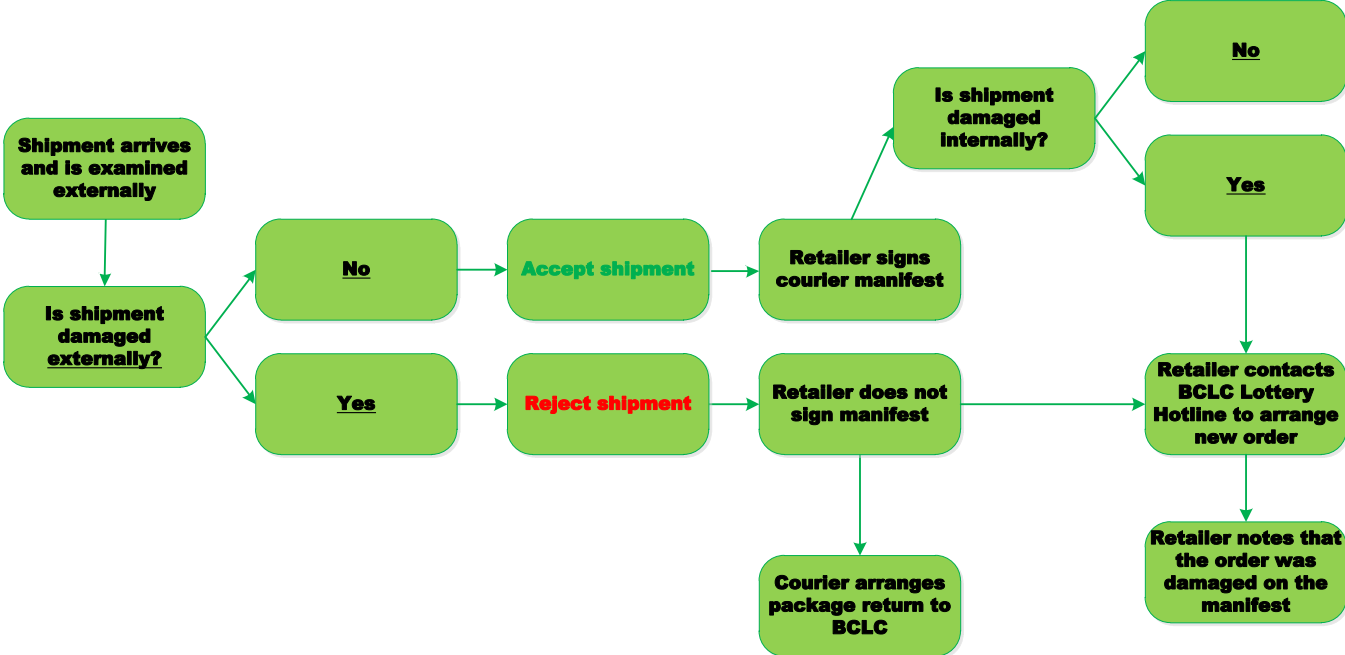 Shipment arrives
and is examined
externally
Is shipment
damaged
externally?
No
Yes
Accept shipment
Reject shipment
Retailer signs
courier manifest
Retailer does not
sign manifest
Courier arranges
package return to
BCLC
Is shipment
damaged
internally?
No
Yes
Retailer contacts
BCLC Lottery
Hotline to arrange
new order
Retailer notes that
the order was
damaged on the
manifest